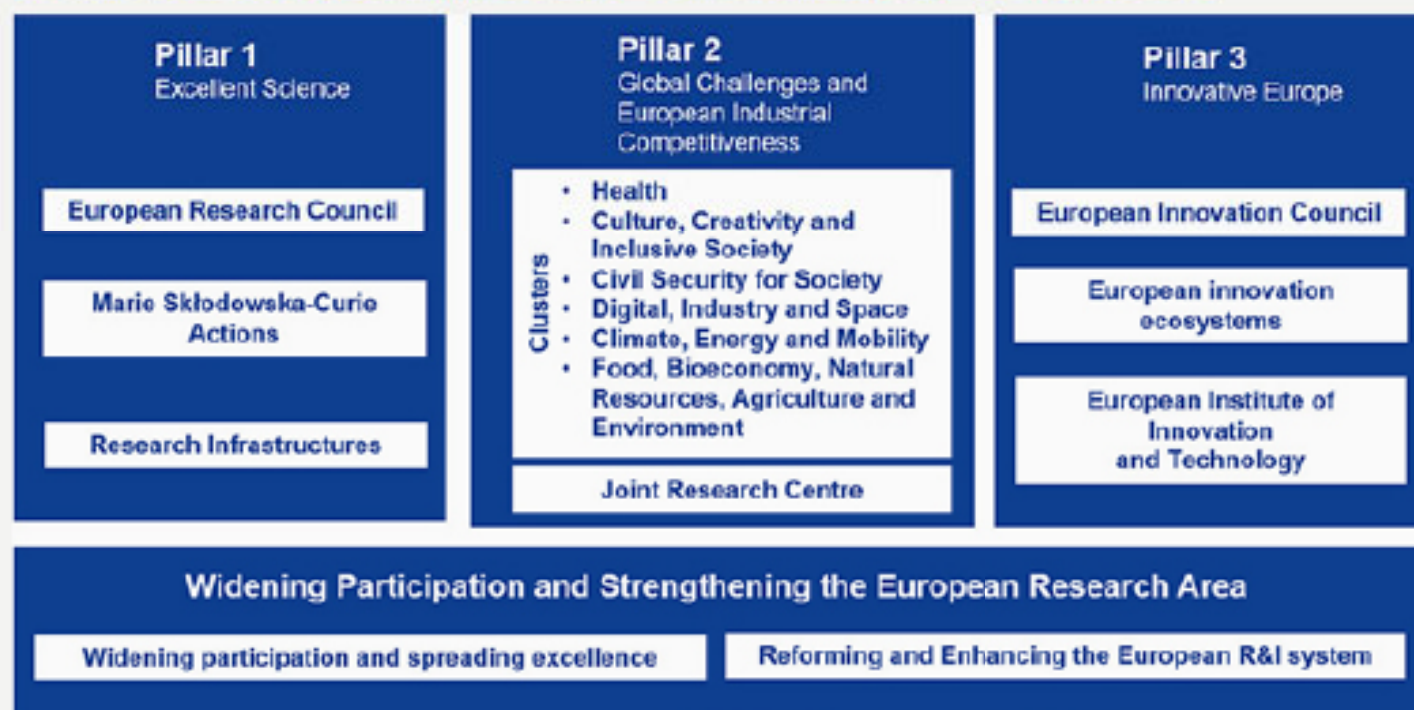 Pillar 1
Excellent Science
European Research Council
Marie Skłodowska-Curie
Actions
Research Infrastructures
Pillar 2
Global Challenges and
European Industrial
Competitiveness
Clusters
• Health
• Culture, Creativity and
Inclusive Society
• Civil Security for Society
• Digital, Industry and Space
• Climate, Energy and Mobility
• Food, Bioeconomy, Natural
Resources, Agriculture and
Environment
Joint Research Centre
Pillar 3
Innovative Europe
European Innovation Council
European innovation
ecosystems
European Institute of
Innovation
and Technology
Widening Participation and Strengthening the European Research Area
Widening participation and spreading excellence
Reforming and Enhancing the European R&I system